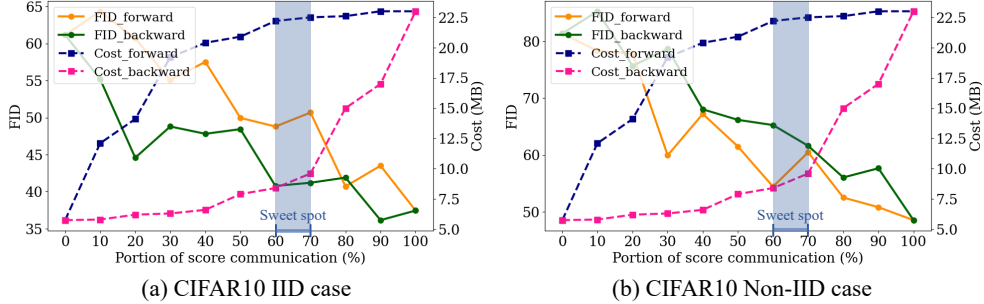 65
60
55
50
45
40
35
FID
FID_forward
FID_backward
Cost_forward
Cost_backward
22.5
20.0
17.5
15.0
12.5
10.0
7.5
5.0
Cost (MB)
Sweet spot
0 10 20 30 40 50 60 70 80 90 100
Portion of score communication (%)
(a) CIFAR10 IID case
80
70
60
50
FID
FID_forward
FID_backward
Cost_forward
Cost_backward
22.5
20.0
17.5
15.0
12.5
10.0
7.5
5.0
Cost (MB)
Sweet spot
0 10 20 30 40 50 60 70 80 90 100
Portion of score communication (%)
(b) CIFAR10 Non-IID case